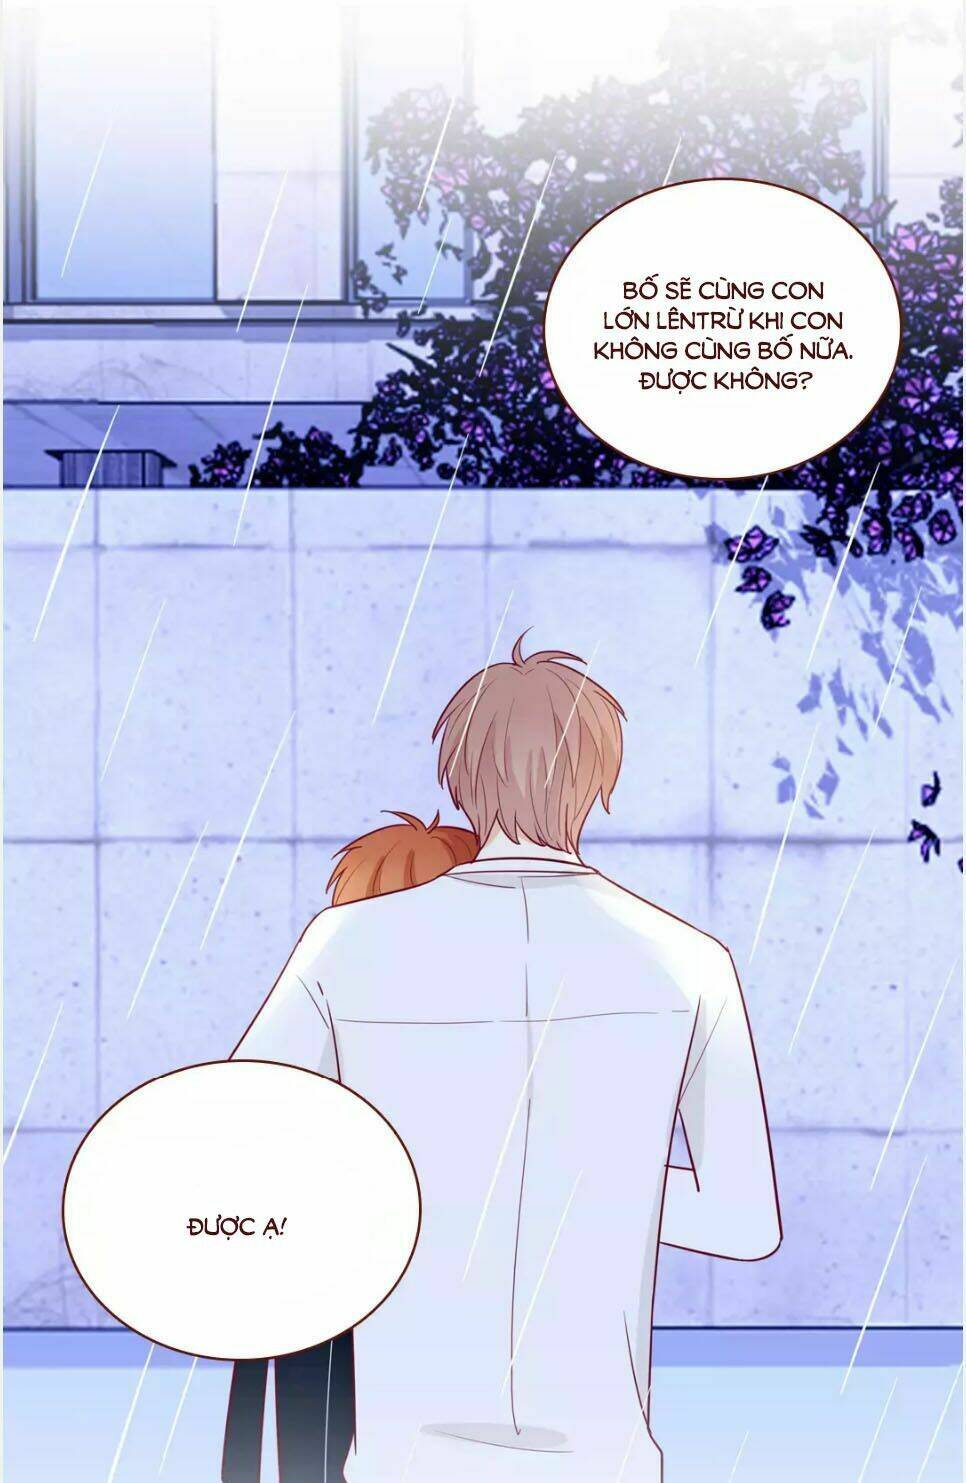 BỐ SẼ CÙNG CON
LỚN LÊNTRỪ KHI CON
KHÔNG CÙNG BỐ NỮA.
ĐƯỢC KHÔNG?
ĐƯỢC Ạ!